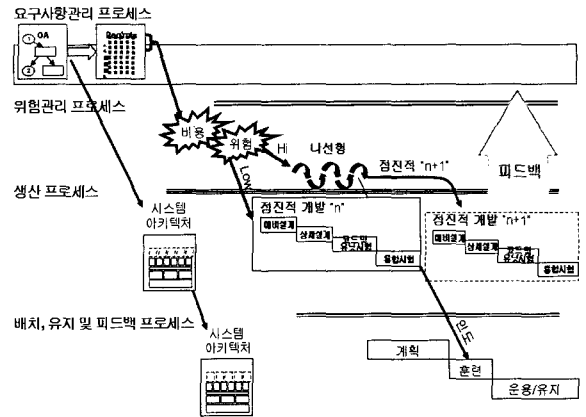 요구사항관리 프로세스
OA
1
2
위험관리 프로세스
비용
위험
Hi
Low
나선형
점진적 "n+1"
피드백
생산 프로세스
시스템
아키텍처
점진적 개발 "n"
예비설계
상세설계
통합시험
점진적 개발 "n+1"
예비설계
상세설계
통합시험
배치, 유지 및 피드백 프로세스
시스템
아키텍처
인도
계획
훈련
운용/유지